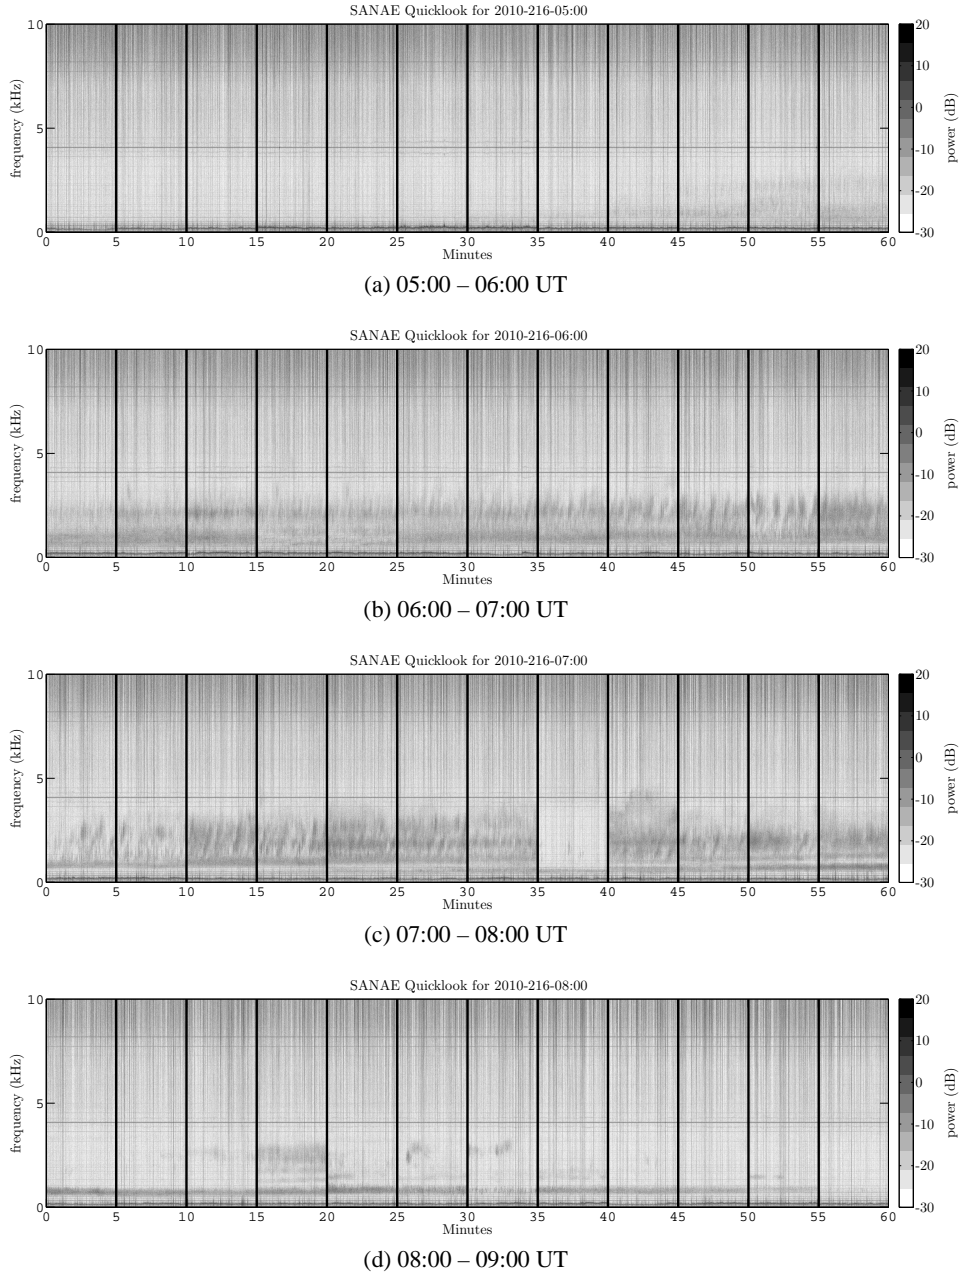 SANAE Quicklook for 2010-216-05:00
10
5
0
frequency (kHz)
0 5 10 15 20 25 30 35 40 45 50 55 60
Minutes
20
10
0
-10
-20
-30
power (dB)
(a) 05:00 – 06:00 UT
SANAE Quicklook for 2010-216-06:00
10
5
0
frequency (kHz)
0 5 10 15 20 25 30 35 40 45 50 55 60
Minutes
20
10
0
-10
-20
-30
power (dB)
(b) 06:00 – 07:00 UT
SANAE Quicklook for 2010-216-07:00
10
5
0
frequency (kHz)
0 5 10 15 20 25 30 35 40 45 50 55 60
Minutes
20
10
0
-10
-20
-30
power (dB)
(c) 07:00 – 08:00 UT
SANAE Quicklook for 2010-216-08:00
10
5
0
frequency (kHz)
0 5 10 15 20 25 30 35 40 45 50 55 60
Minutes
20
10
0
-10
-20
-30
power (dB)
(d) 08:00 – 09:00 UT